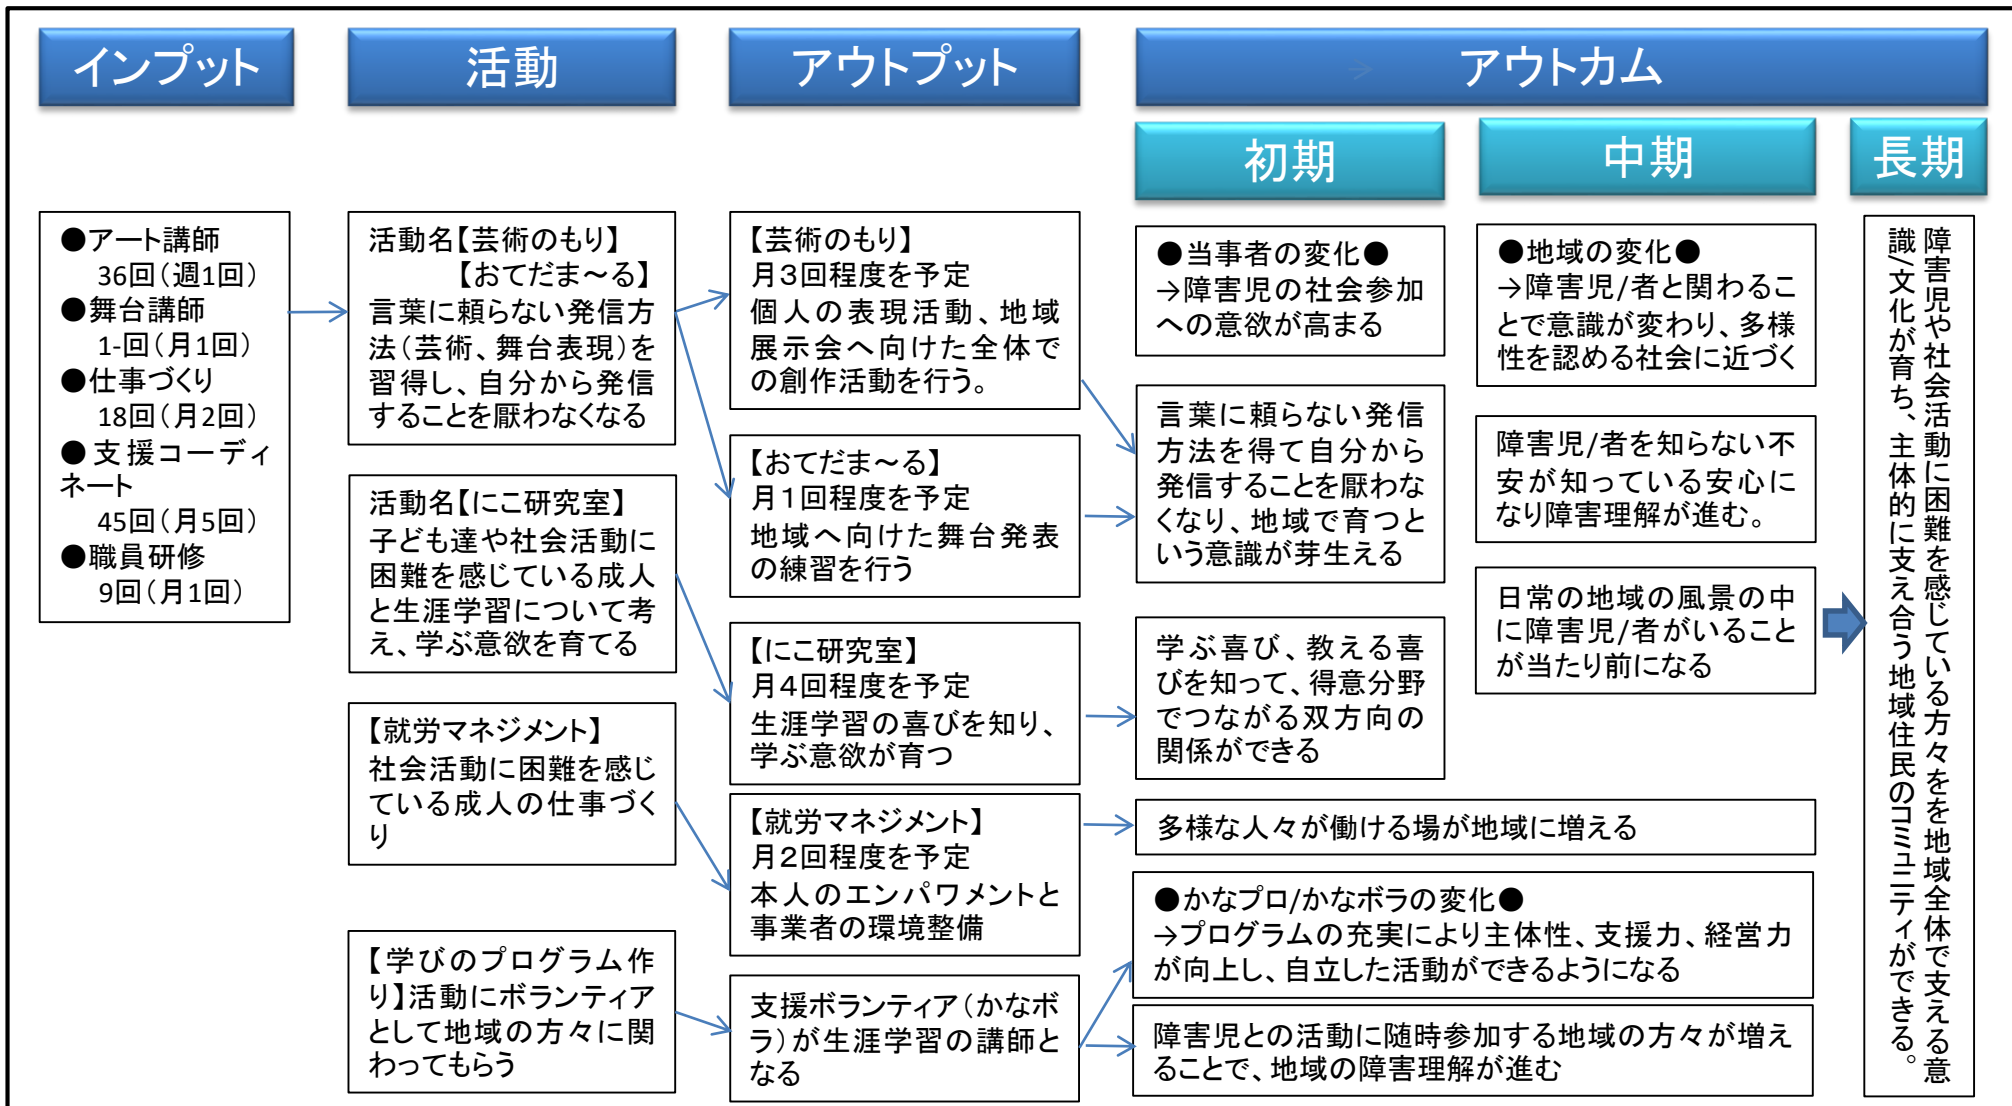 インプット
活動
アウトプット
アウトカム
初期
中期
長期
●アート講師
36回（週1回）
●舞台講師
1-回（月1回）
●仕事づくり
18回（月2回）
●支援コーディ
ネート
45回（月5回）
●職員研修
9回（月1回）
活動名【芸術のもり】
【おてだま～る】
言葉に頼らない発信方
法（芸術、舞台表現）を
習得し、自分から発信
することを厭わなくなる
活動名【にこ研究室】
子ども達や社会活動に
困難を感じている成人
と生涯学習について考
え、学ぶ意欲を育てる
【就労マネジメント】
社会活動に困難を感じ
ている成人の仕事づく
り
【学びのプログラム作
り】活動にボランティア
として地域の方々に関
わってもらう
【芸術のもり】
月３回程度を予定
個人の表現活動、地域
展示会へ向けた全体で
の創作活動を行う。
【おてだま～る】
月１回程度を予定
地域へ向けた舞台発表
の練習を行う
【にこ研究室】
月４回程度を予定
生涯学習の喜びを知り、
学ぶ意欲が育つ
【就労マネジメント】
月２回程度を予定
本人のエンパワメントと
事業者の環境整備
支援ボランティア（かなボ
ラ）が生涯学習の講師と
なる
●当事者の変化●
→障害児の社会参加
への意欲が高まる
言葉に頼らない発信
方法を得て自分から
発信することを厭わな
くなり、地域で育つと
いう意識が芽生える
学ぶ喜び、教える喜
びを知って、得意分野
でつながる双方向の
関係ができる
●地域の変化●
→障害児/者と関わるこ
とで意識が変わり、多様
性を認める社会に近づく
障害児/者を知らない不
安が知っている安心に
なり障害理解が進む。
日常の地域の風景の中
に障害児/者がいること
が当たり前になる
多様な人々が働ける場が地域に増える
●かなプロ/かなボラの変化●
→プログラムの充実により主体性、支援力、経営力
が向上し、自立した活動ができるようになる
障害児との活動に随時参加する地域の方々が増え
ることで、地域の障害理解が進む
障害児や社会活動に困難を感じている方々をを地域全体で支える意
識/文化が育ち、主体的に支え合う地域住民のコミュニティができる。